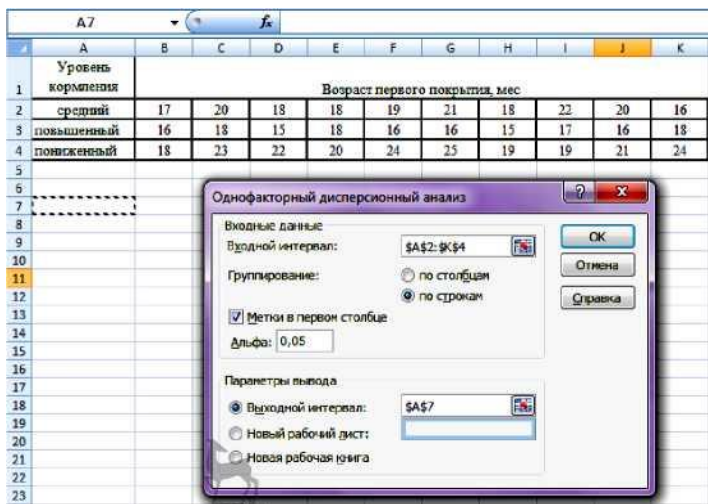 A7 fx
A B C D E F G H I J K
1 Уровень кормления Возраст первого покрытия, мес
2 средний 17 20 18 18 19 21 18 22 20 16
3 повышенный 16 18 15 18 16 16 15 17 16 18
4 пониженный 18 23 22 20 24 25 19 19 21 24
5
6
7
8
9
10
11
12
13
14
15
16
17
18
19
20
21
22
23
Однофакторный дисперсионный анализ
Входные данные
Входной интервал: $A$2:$K$4
Группирование: по столбцам
по строкам
Метки в первом столбце
Альфа: 0,05
OK
Отмена
Справка
Параметры вывода
Выходной интервал: $A$7
Новый рабочий лист:
Новая рабочая книга